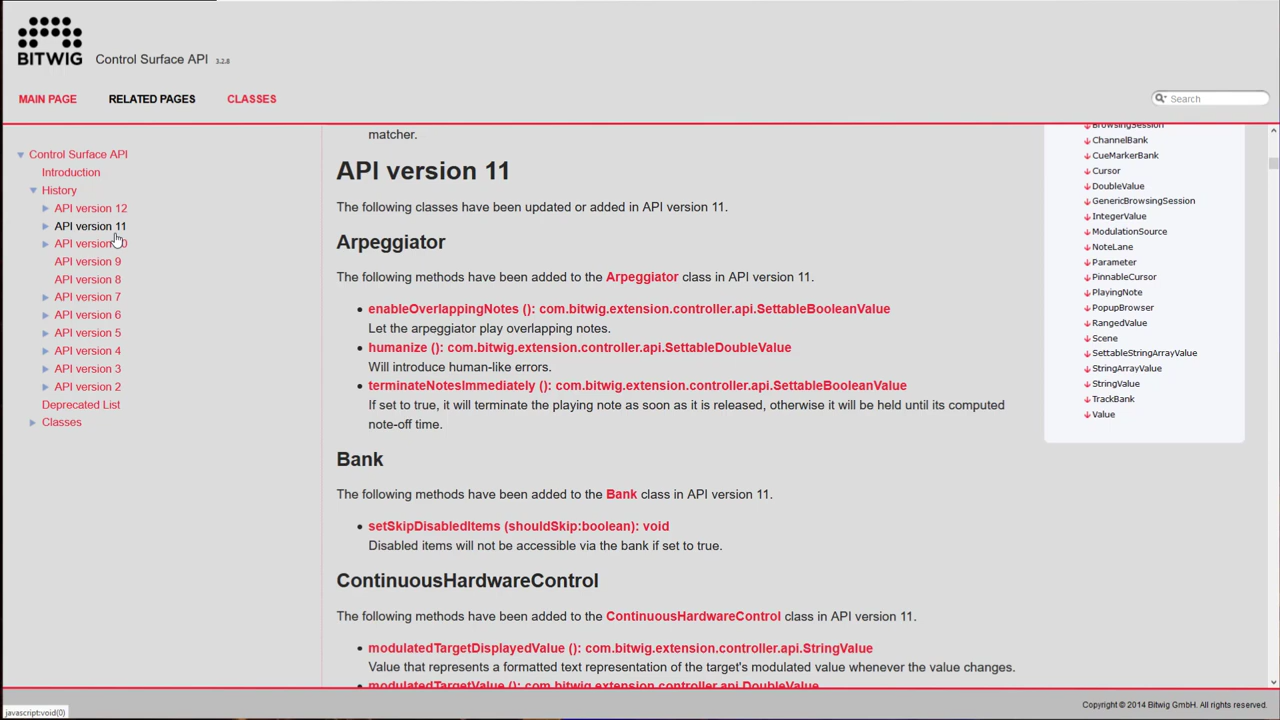 BITWIG
Control Surface API 3.2.8
MAIN PAGE
RELATED PAGES
CLASSES
Search
Control Surface API
Introduction
History
API version 12
API version 11
API version 10
API version 9
API version 8
API version 7
API version 6
API version 5
API version 4
API version 3
API version 2
Deprecated List
Classes
matcher.
API version 11
The following classes have been updated or added in API version 11.
Arpeggiator
The following methods have been added to the Arpeggiator class in API version 11.
enableOverlappingNotes (): com.bitwig.extension.controller.api.SettableBooleanValue
Let the arpeggiator play overlapping notes.
humanize (): com.bitwig.extension.controller.api.SettableDoubleValue
Will introduce human-like errors.
terminateNotesImmediately (): com.bitwig.extension.controller.api.SettableBooleanValue
If set to true, it will terminate the playing note as soon as it is released, otherwise it will be held until its computed
note-off time.
Bank
The following methods have been added to the Bank class in API version 11.
setSkipDisabledItems (shouldSkip:boolean): void
Disabled items will not be accessible via the bank if set to true.
ContinuousHardwareControl
The following methods have been added to the ContinuousHardwareControl class in API version 11.
modulatedTargetDisplayedValue (): com.bitwig.extension.controller.api.StringValue
Value that represents a formatted text representation of the target's modulated value whenever the value changes.
modulatedTargetValue (): com.bitwig.extension.controller.api.DoubleValue
BrowsingSession
ChannelBank
CueMarkerBank
Cursor
DoubleValue
GenericBrowsingSession
IntegerValue
ModulationSource
NoteLane
Parameter
PinnableCursor
PlayingNote
PopupBrowser
RangedValue
Scene
SettableStringArrayValue
StringArrayValue
StringValue
TrackBank
Value
Copyright © 2014 Bitwig GmbH. All rights reserved.
javascript:void(0)